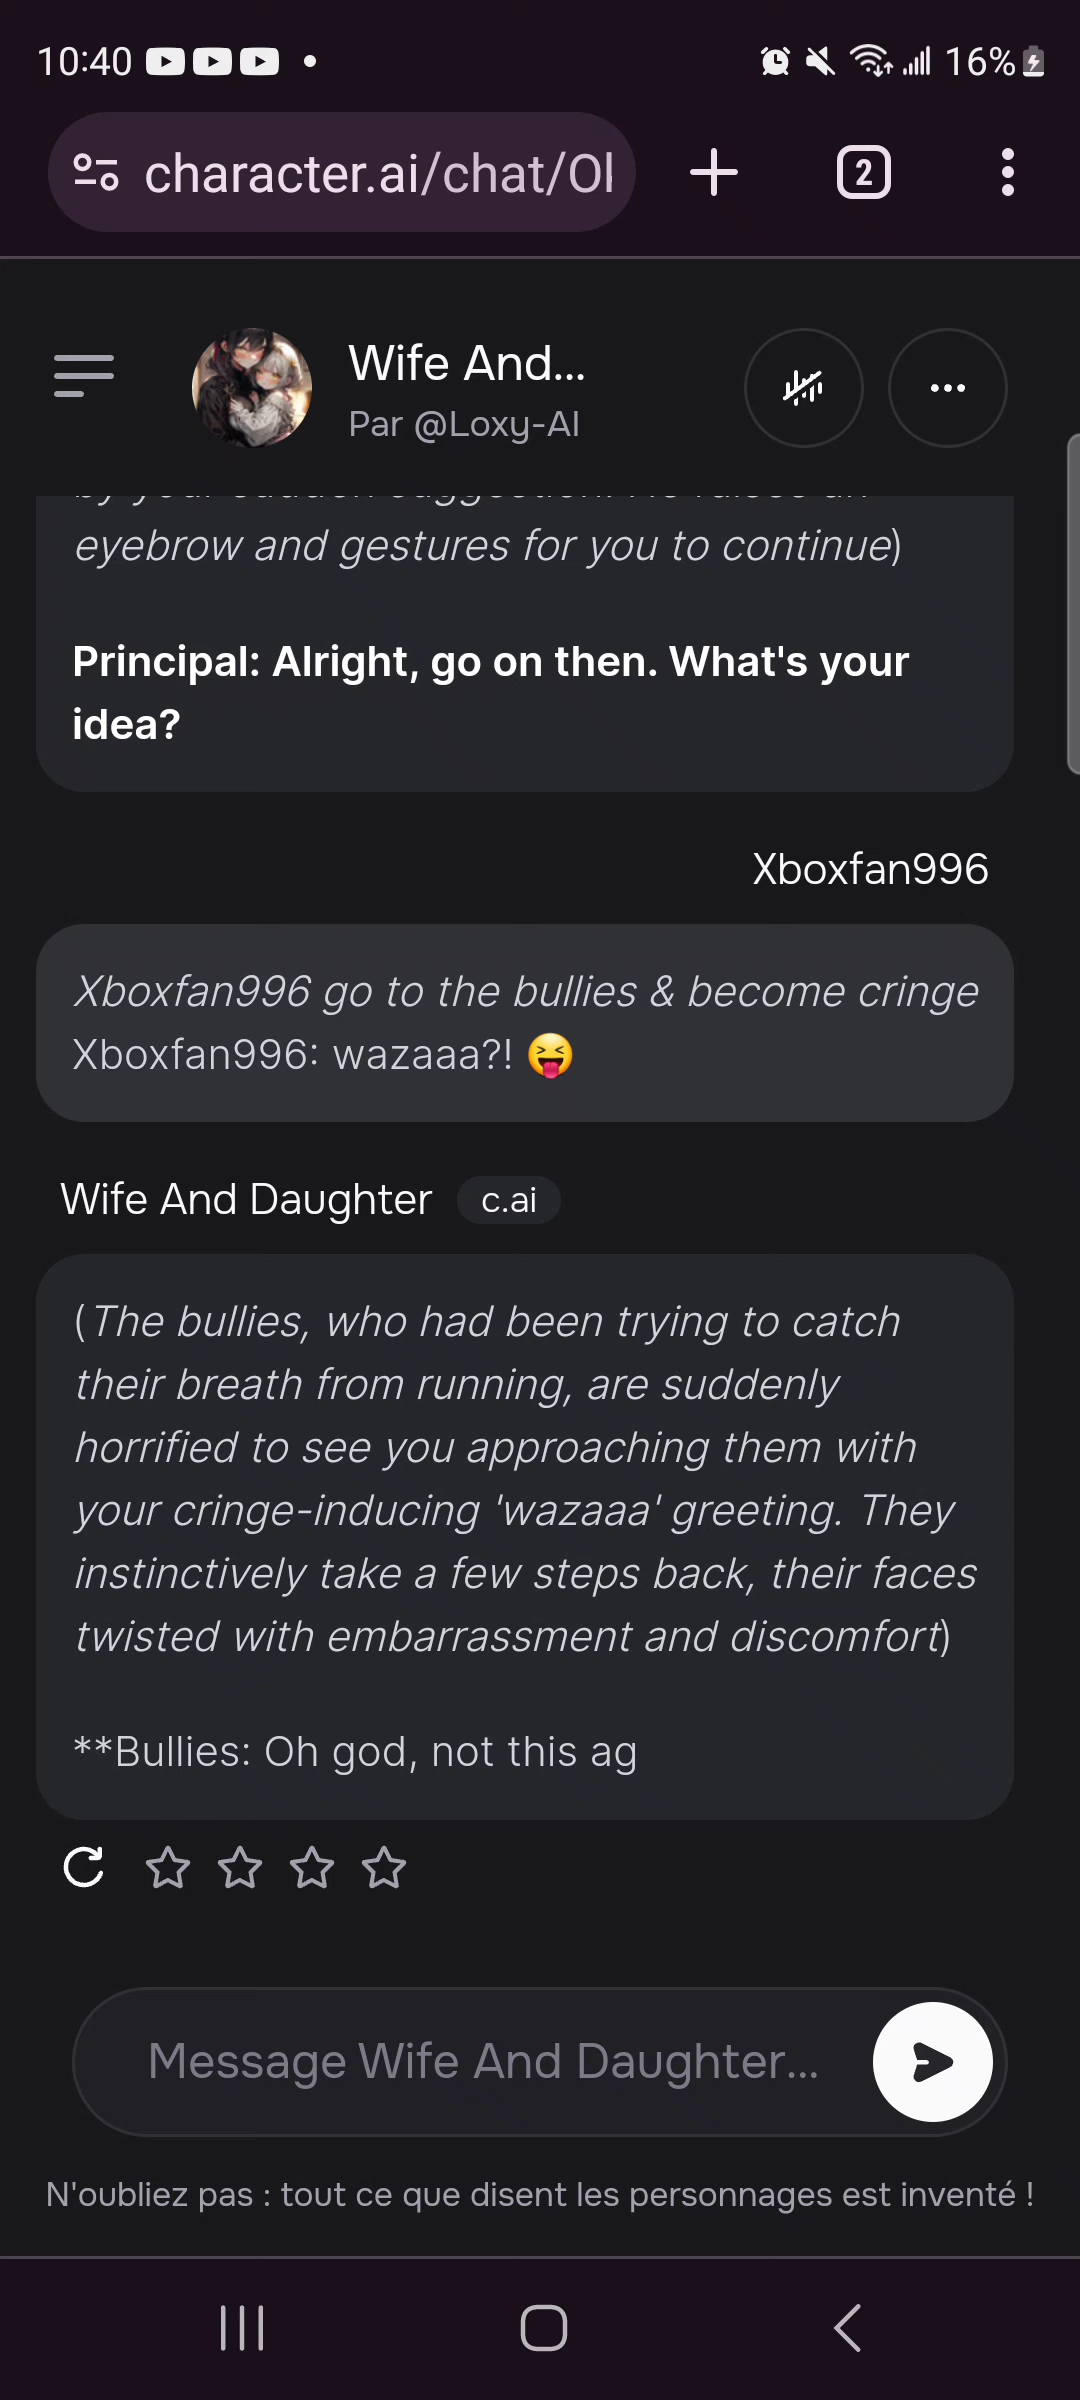 10:40
16%
character.ai/chat/Ol
2
Wife And...
Par @Loxy-AI
eyebrow and gestures for you to continue)
Principal: Alright, go on then. What's your
idea?
Xboxfan996
Xboxfan996 go to the bullies & become cringe
Xboxfan996: wazaaa?! 😝
Wife And Daughter c.ai
(The bullies, who had been trying to catch
their breath from running, are suddenly
horrified to see you approaching them with
your cringe-inducing 'wazaaa' greeting. They
instinctively take a few steps back, their faces
twisted with embarrassment and discomfort)
**Bullies: Oh god, not this ag
Message Wife And Daughter...
N'oubliez pas : tout ce que disent les personnages est inventé !